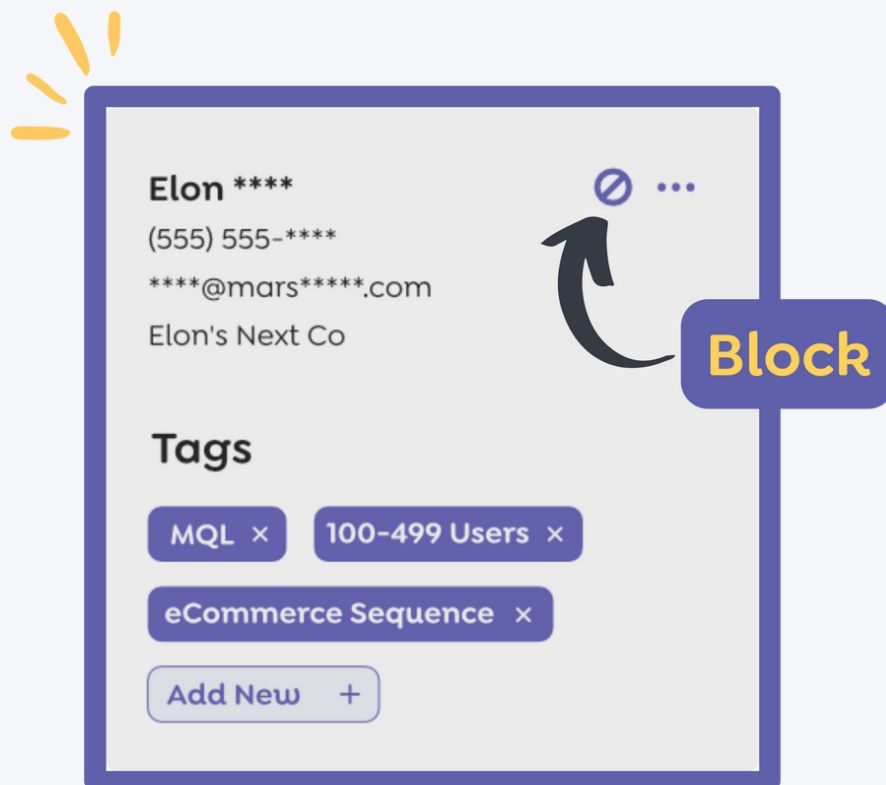 Elon ****
(555) 555-****
****@mars*****.com
Elon's Next Co
Block
Tags
MQL ×
100-499 Users ×
eCommerce Sequence ×
Add New +